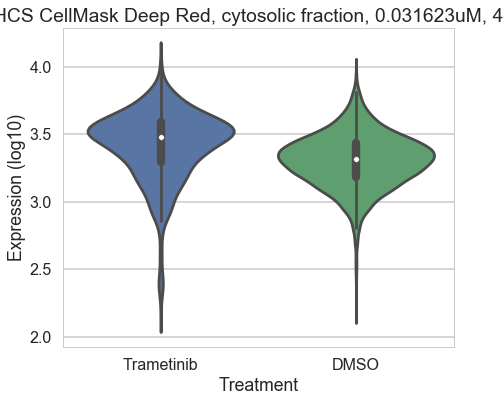 HCS CellMask Deep Red, cytosolic fraction, 0.031623uM, 4
4.0
3.5
3.0
2.5
2.0
Expression (log10)
Trametinib DMSO
Treatment